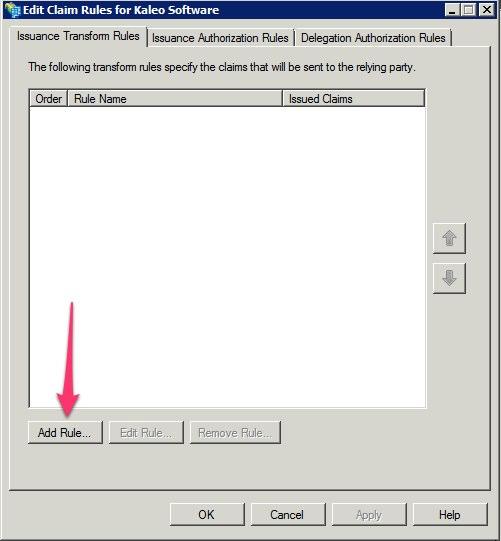 Edit Claim Rules for Kaleo Software
Issuance Transform Rules Issuance Authorization Rules Delegation Authorization Rules
The following transform rules specify the claims that will be sent to the relying party.
Order Rule Name Issued Claims
Add Rule... Edit Rule... Remove Rule...
OK Cancel Apply Help